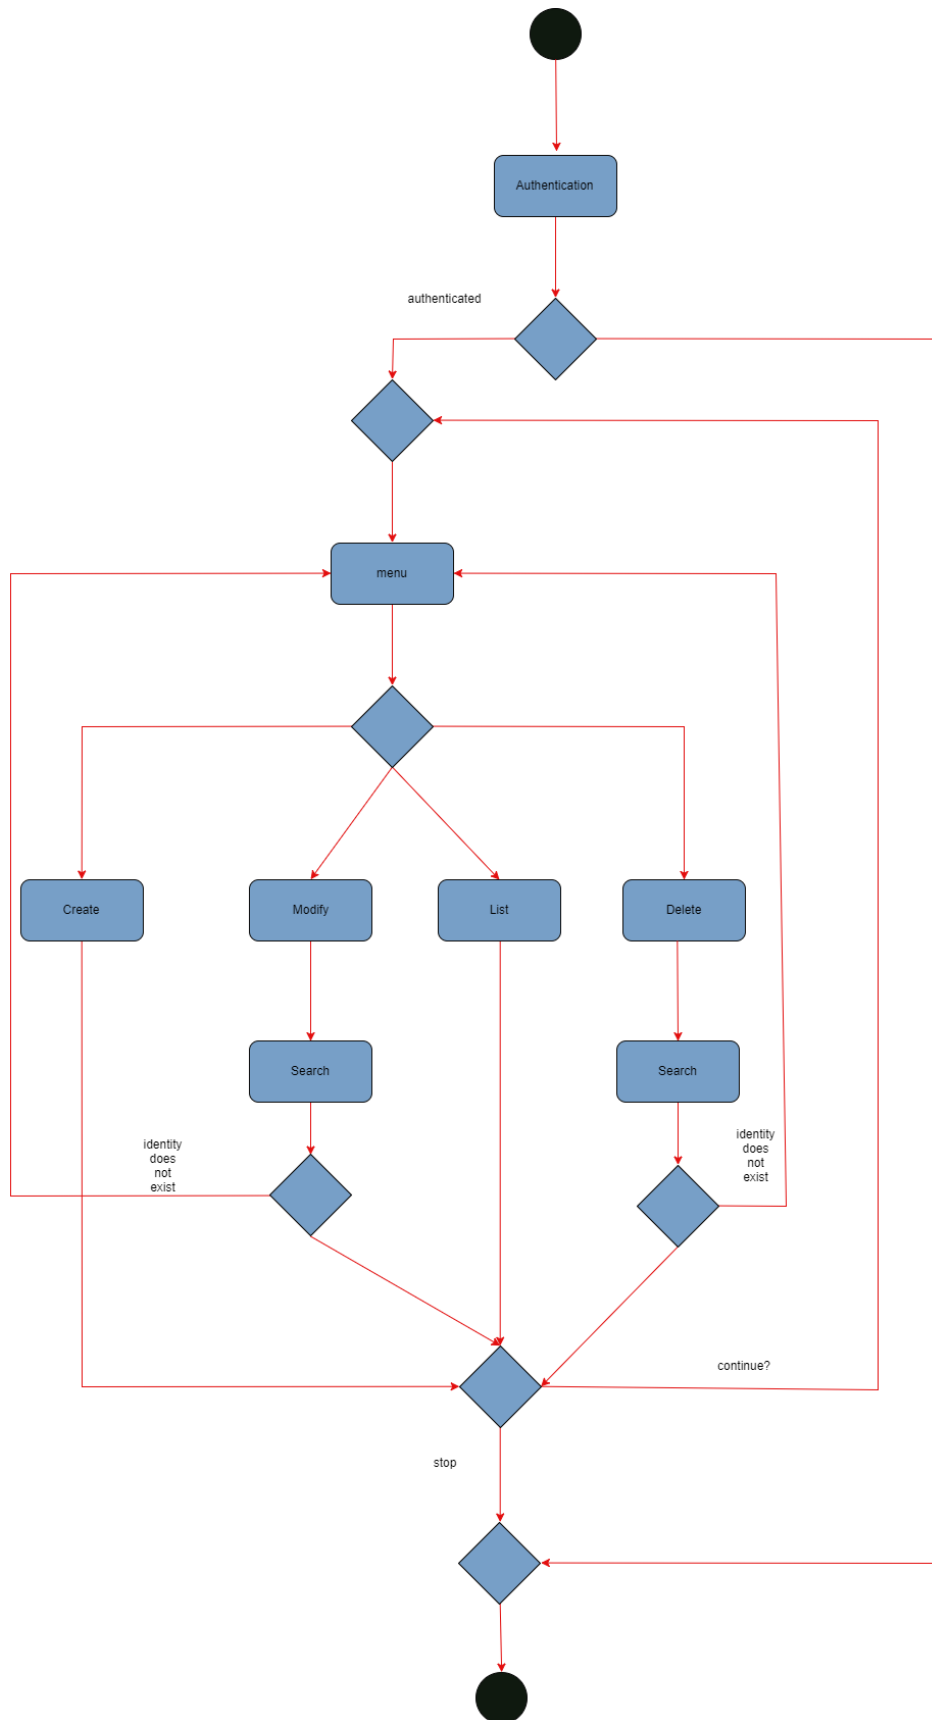 Authentication
authenticated
menu
Create
Modify
List
Delete
Search
Search
identity
does
not
exist
identity
does
not
exist
continue?
stop